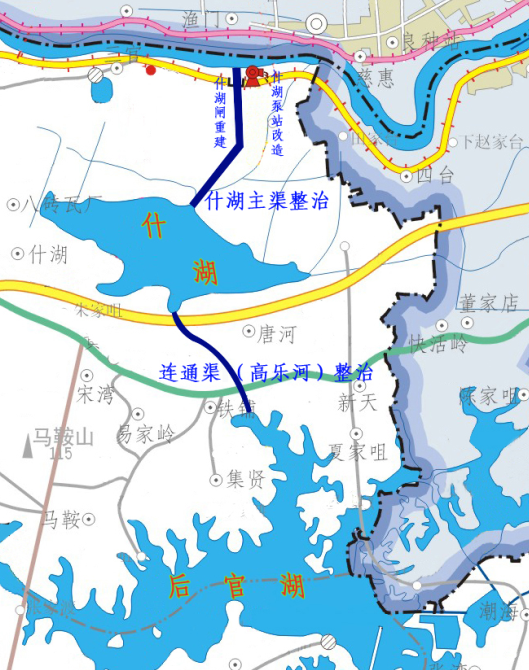 渔门
良种站
官
慈惠
什湖闸重建
什湖泵站改造
下赵家台
四台
八砖瓦厂
什湖主渠整治
什
湖
什湖
朱家咀
董家店
唐河
快活岭
连通渠（高乐河）整治
宋湾
新天
陈家咀
铁铺
易家岭
马鞍山
115
夏家咀
集贤
马鞍
后官湖
潮海